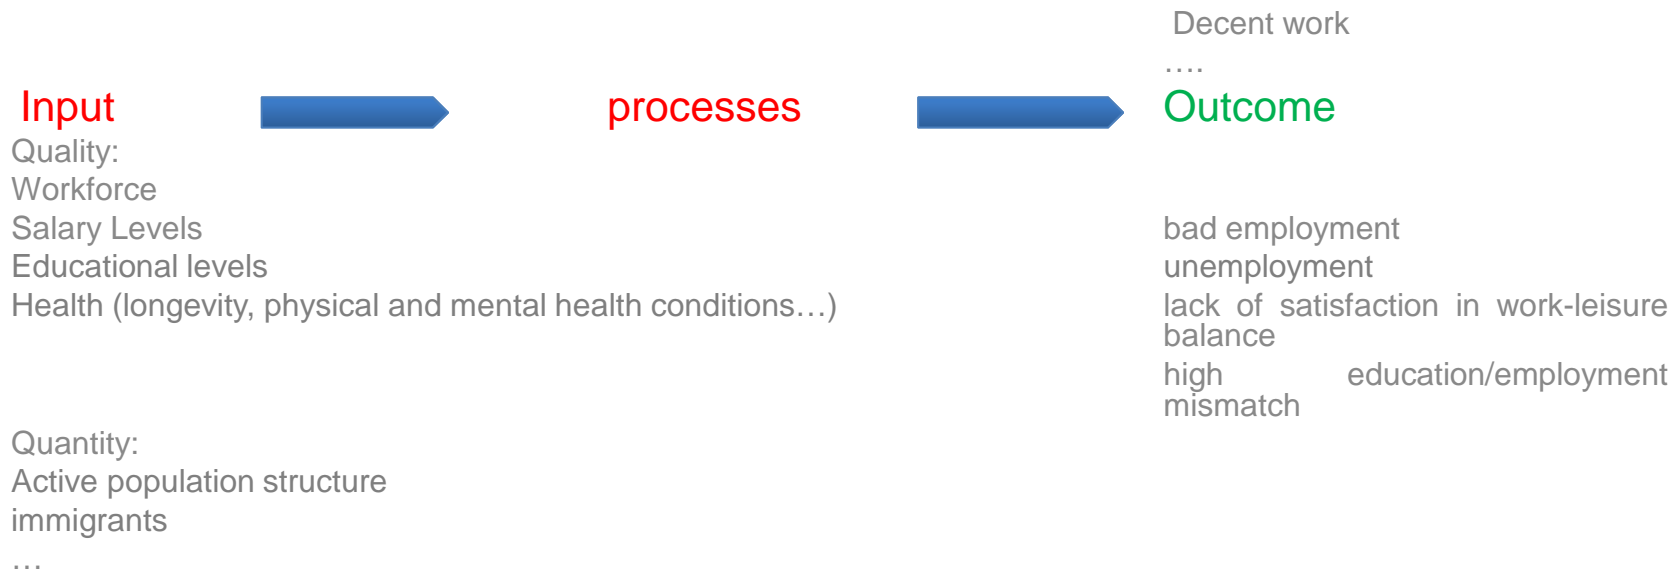 Decent work
….
Input
processes
Outcome
Quality:
Workforce
Salary Levels
Educational levels
Health (longevity, physical and mental health conditions…)
bad employment
unemployment
lack of satisfaction in work-leisure
balance
high education/employment
mismatch
Quantity:
Active population structure
immigrants
…